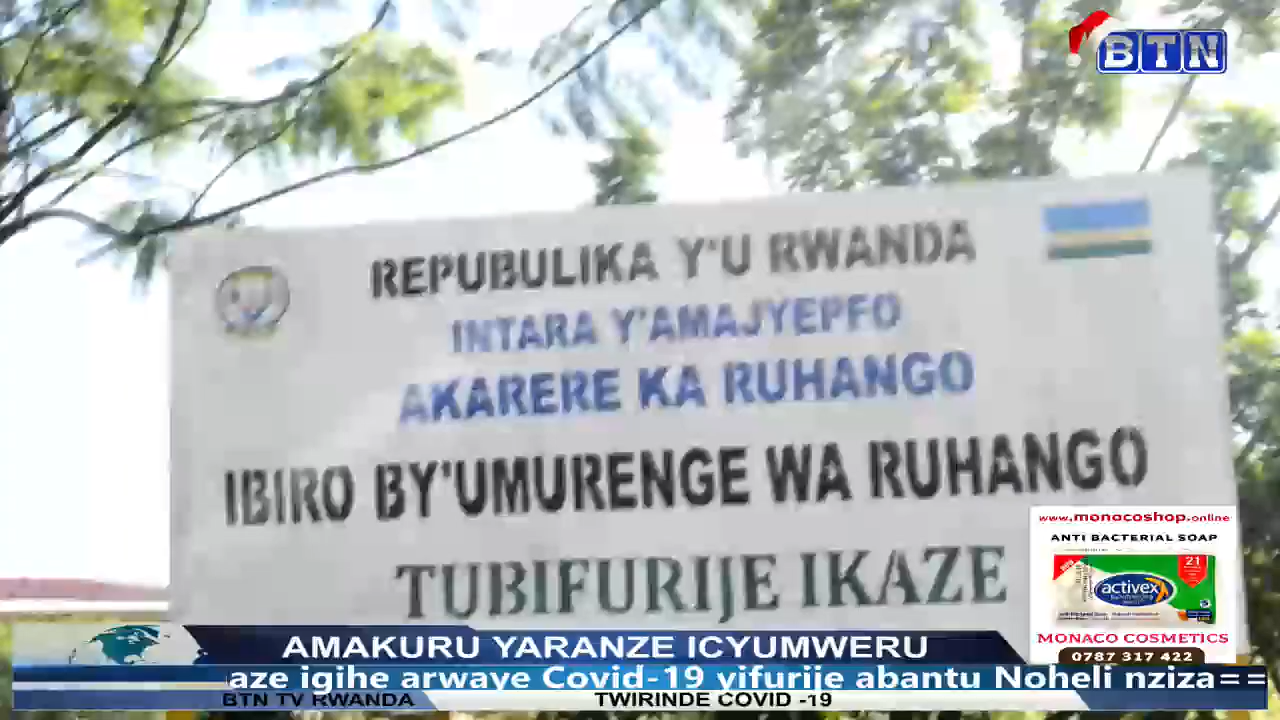 BTN
REPUBULIKA Y'U RWANDA
INTARA Y'AMAJYEPFO
AKARERE KA RUHANGO
IBIRO BY'UMURENGE WA RUHANGO
TUBIFURIJE IKAZE
www.monacoshop.online
ANTI BACTERIAL SOAP
21
activex
MONACO COSMETICS
0787 317 422
AMAKURU YARANZE ICYUMWERU
aze igihe arwaye Covid-19 yifurije abantu Noheli nziza==
BTN TV RWANDA
TWIRINDE COVID -19